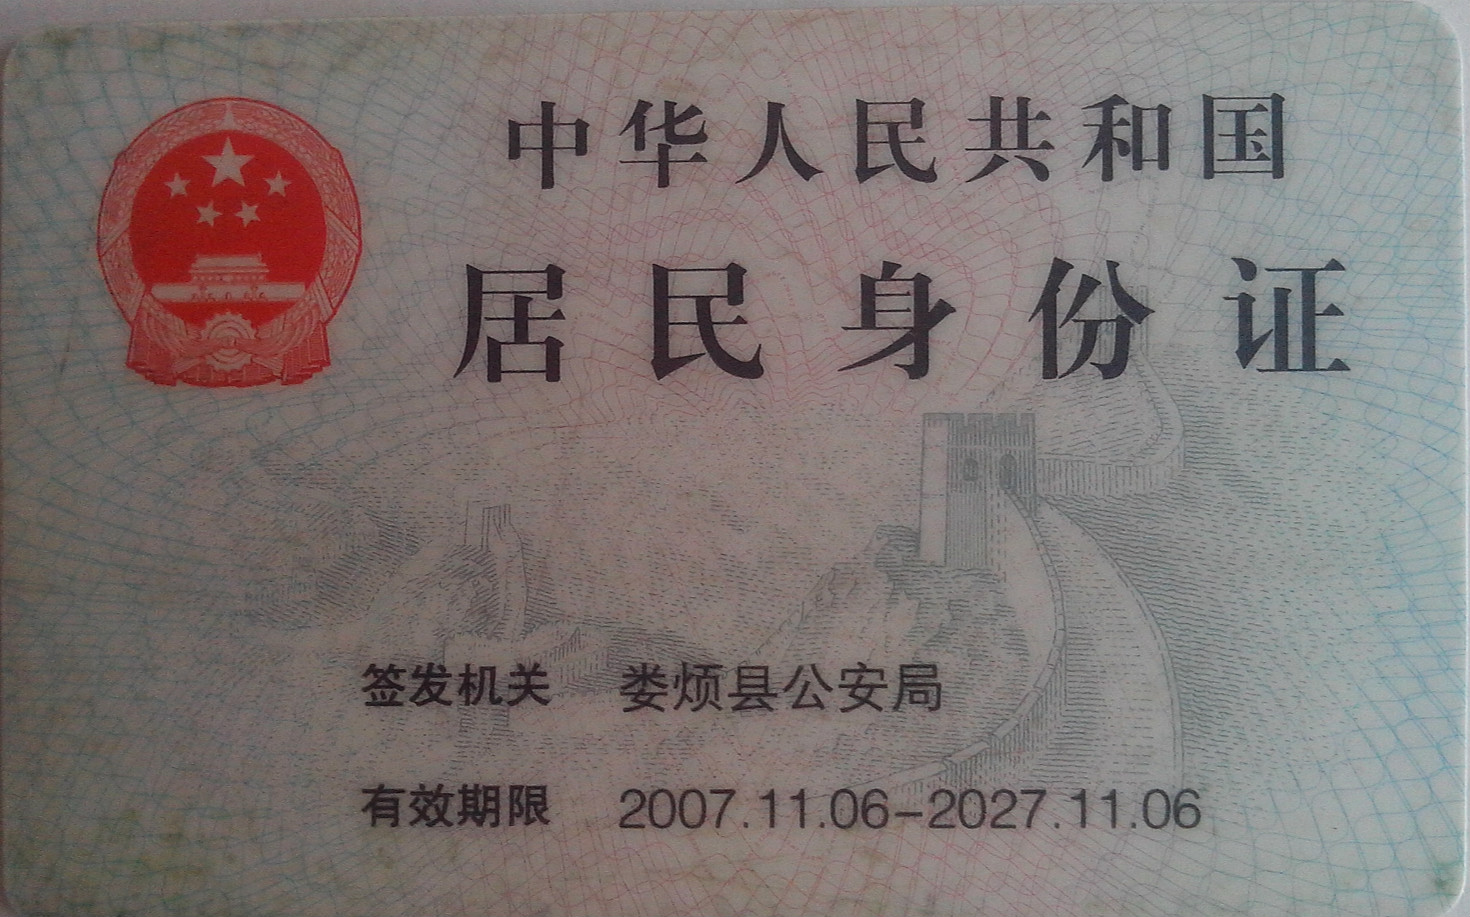 中华人民共和国
居民身份证
签发机关 娄烦县公安局
有效期限 2007.11.06-2027.11.06